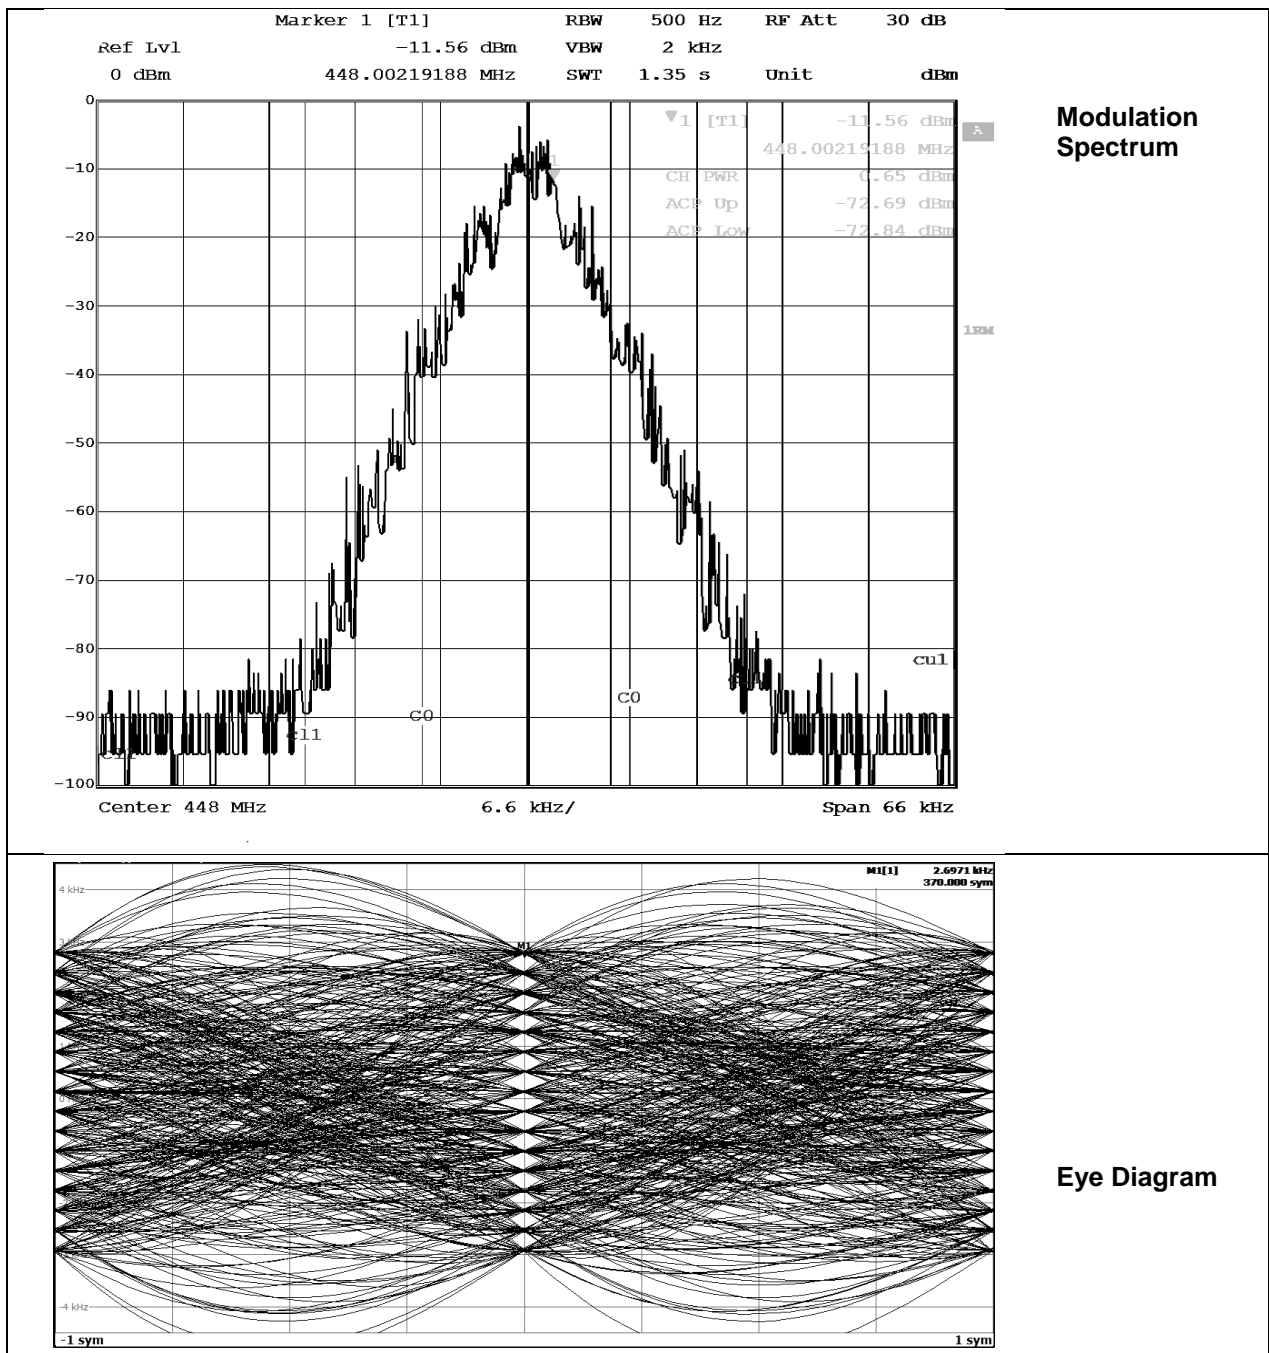 Marker 1 [T1] RBW 500 Hz RF Att 30 dB
Ref Lvl -11.56 dBm VBW 2 kHz
0 dBm 448.00219188 MHz SWT 1.35 s Unit dBm
0
▼1 [T1] -11.56 dBm
A
448.00219188 MHz
1
-10
CH PWR 0.65 dBm
ACP Up -72.69 dBm
-20
ACP Low -72.84 dBm
-30
1RM
-40
-50
-60
-70
-80
cu1
c0
-90
c0
cl1
cl1
-100
Center 448 MHz 6.6 kHz/ Span 66 kHz
Modulation
Spectrum
M1[1] 2.6971 kHz
370.000 sym
4 kHz
M1
-4 kHz
-1 sym 1 sym
Eye Diagram